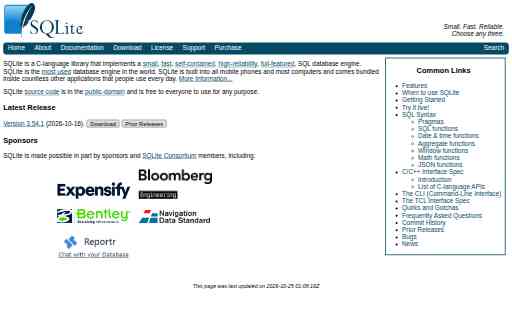 SQLite
Small. Fast. Reliable.
Choose any three.
Home About Documentation Download License Support Purchase Search
SQLite is a C-language library that implements a small, fast, self-contained, high-reliability, full-featured, SQL database engine.
SQLite is the most used database engine in the world. SQLite is built into all mobile phones and most computers and comes bundled
inside countless other applications that people use every day. More Information...
SQLite source code is in the public-domain and is free to everyone to use for any purpose.
Latest Release
Version 3.54.1 (2026-10-16). Download Prior Releases
Sponsors
SQLite is made possible in part by sponsors and SQLite Consortium members, including:
Expensify
Bloomberg
Engineering
Bentley
Navigation
Data Standard
Reportr
Chat with your Database
Common Links
Features
When to use SQLite
Getting Started
Try it live!
SQL Syntax
Pragmas
SQL functions
Date & time functions
Aggregate functions
Window functions
Math functions
JSON functions
C/C++ Interface Spec
Introduction
List of C-language APIs
The CLI (Command-Line Interface)
The TCL Interface Spec
Quirks and Gotchas
Frequently Asked Questions
Commit History
Prior Releases
Bugs
News
This page was last updated on 2026-10-25 01:06:10Z